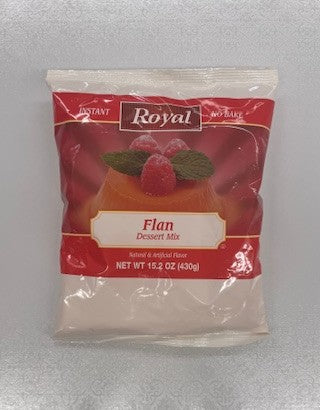 INSTANT
Royal
NO BAKE
Flan
Dessert Mix
Natural & Artificial Flavor
NET WT 15.2 OZ (430g)